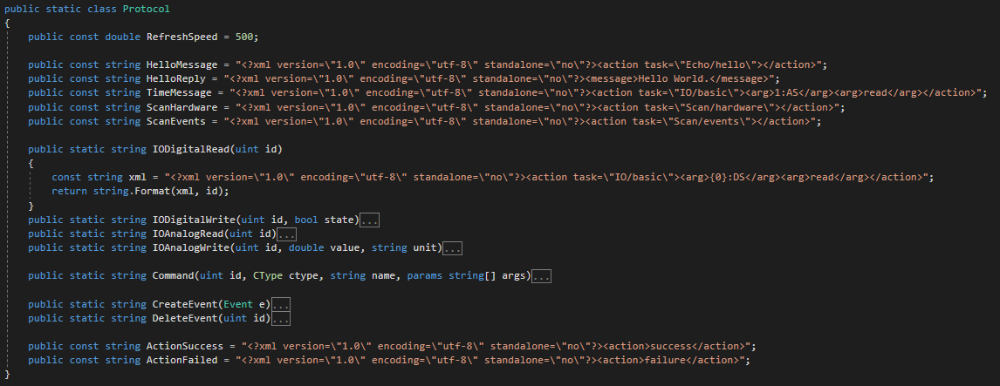 public static class Protocol
{
public const double RefreshSpeed = 500;
public const string HelloMessage = "<?xml version=\"1.0\" encoding=\"utf-8\" standalone=\"no\"?><action task=\"Echo/hello\"></action>";
public const string HelloReply = "<?xml version=\"1.0\" encoding=\"utf-8\" standalone=\"no\"?><message>Hello World.</message>";
public const string TimeMessage = "<?xml version=\"1.0\" encoding=\"utf-8\" standalone=\"no\"?><action task=\"IO/basic\"><arg>1:AS</arg><arg>read</arg></action>";
public const string ScanHardware = "<?xml version=\"1.0\" encoding=\"utf-8\" standalone=\"no\"?><action task=\"Scan/hardware\"></action>";
public const string ScanEvents = "<?xml version=\"1.0\" encoding=\"utf-8\" standalone=\"no\"?><action task=\"Scan/events\"></action>";
public static string IODigitalRead(uint id)
{
const string xml = "<?xml version=\"1.0\" encoding=\"utf-8\" standalone=\"no\"?><action task=\"IO/basic\"><arg>{0}:DS</arg><arg>read</arg></action>";
return string.Format(xml, id);
}
public static string IODigitalWrite(uint id, bool state)...
public static string IOAnalogRead(uint id)...
public static string IOAnalogWrite(uint id, double value, string unit)...
public static string Command(uint id, CType ctype, string name, params string[] args)...
public static string CreateEvent(Event e)...
public static string DeleteEvent(uint id)...
public const string ActionSuccess = "<?xml version=\"1.0\" encoding=\"utf-8\" standalone=\"no\"?><action>success</action>";
public const string ActionFailed = "<?xml version=\"1.0\" encoding=\"utf-8\" standalone=\"no\"?><action>failure</action>";
}